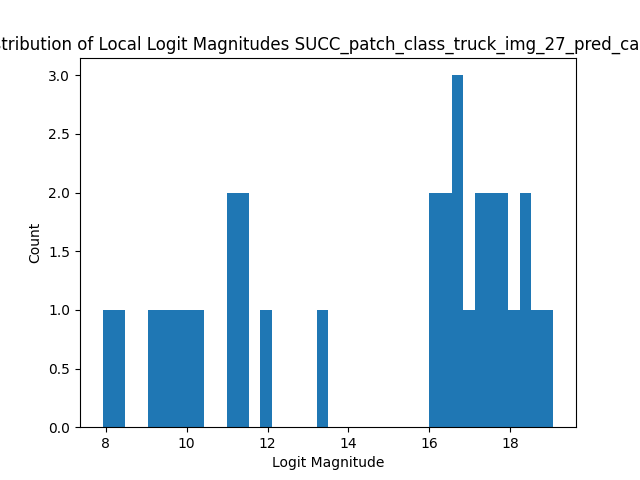 tribution of Local Logit Magnitudes SUCC_patch_class_truck_img_27_pred_ca
3.0
2.5
2.0
1.5
1.0
0.5
0.0
Count
8 10 12 14 16 18
Logit Magnitude